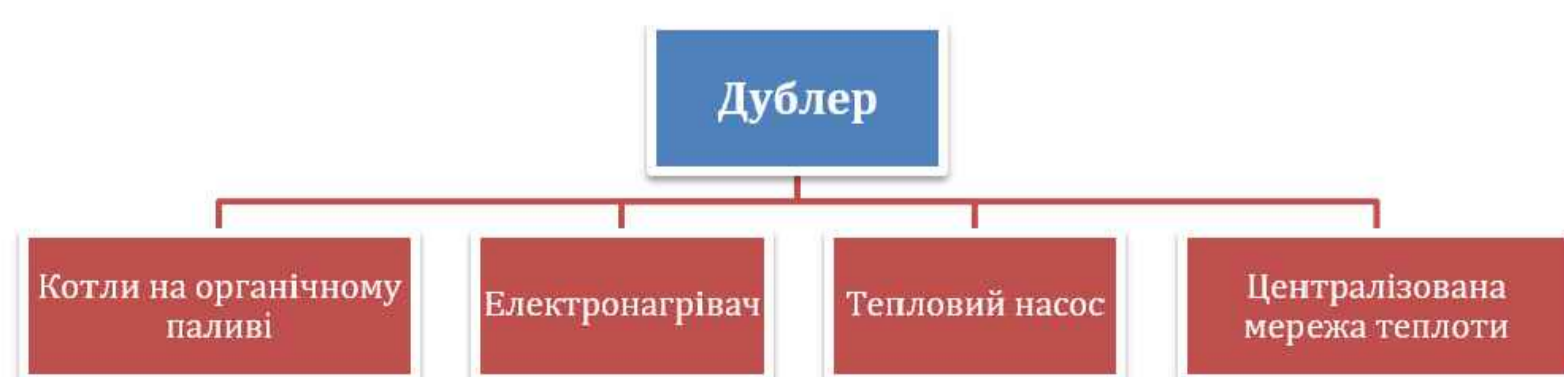 Дублер
Котли на органічному
паливі
Електронагрівач
Тепловий насос
Централізована
мережа теплоти